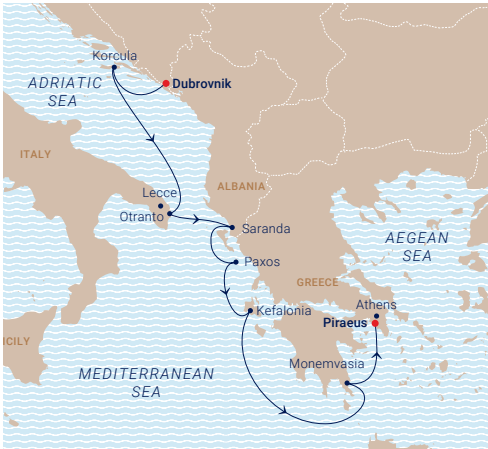 Korcula
ADRIATIC
SEA
Dubrovnik
ITALY
ALBANIA
Lecce
Otranto
Saranda
AEGEAN
SEA
Paxos
GREECE
Kefalonia
Athens
Piraeus
ICILY
Monemvasia
MEDITERRANEAN
SEA